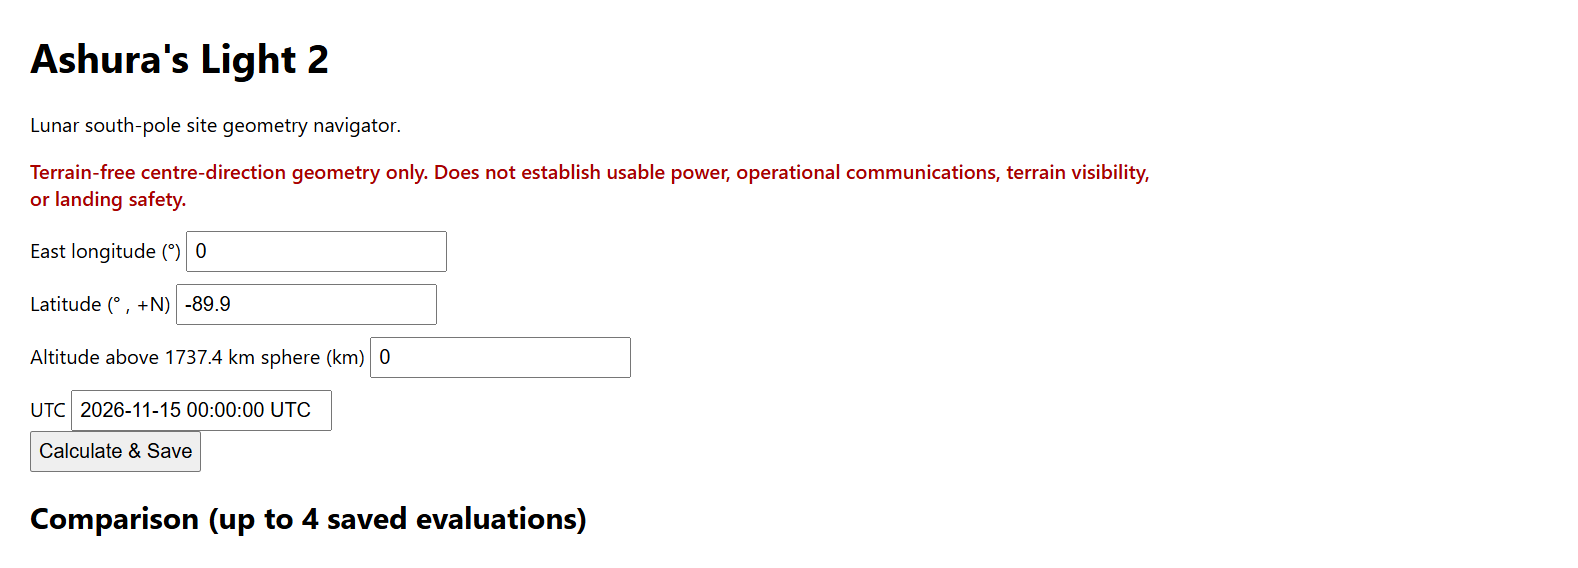 Ashura's Light 2
Lunar south-pole site geometry navigator.
Terrain-free centre-direction geometry only. Does not establish usable power, operational communications, terrain visibility,
or landing safety.
East longitude (°) 0
Latitude (° , +N) -89.9
Altitude above 1737.4 km sphere (km) 0
UTC 2026-11-15 00:00:00 UTC
Calculate & Save
Comparison (up to 4 saved evaluations)